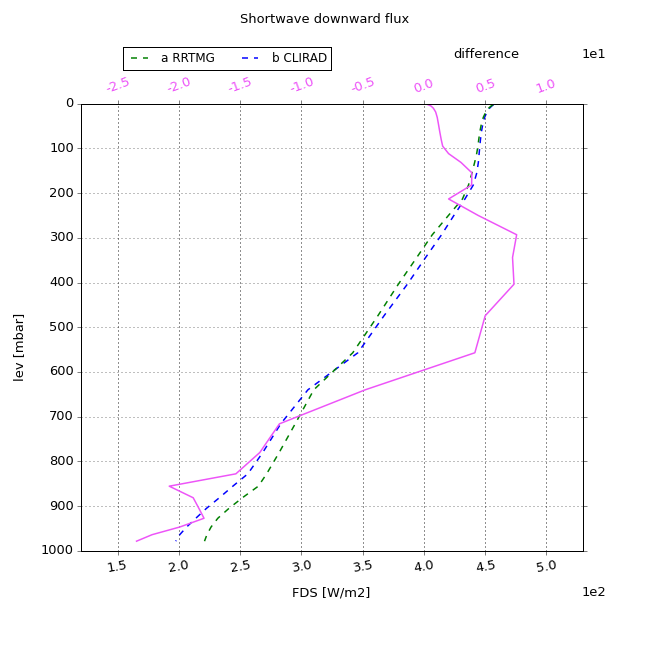 Shortwave downward flux
a RRTMG b CLIRAD
difference 1e1
-2.5 -2.0 -1.5 -1.0 -0.5 0.0 0.5 1.0
0
100
200
300
400
500
600
700
800
900
1000
lev [mbar]
1.5 2.0 2.5 3.0 3.5 4.0 4.5 5.0
FDS [W/m2] 1e2